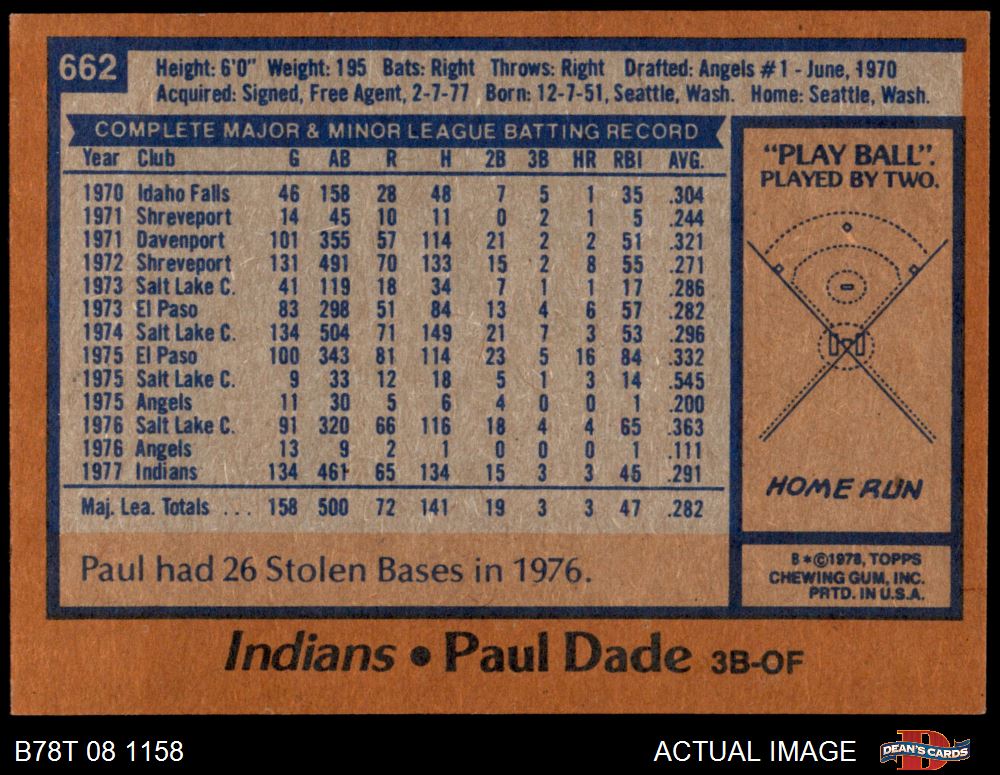 662
Height: 6'0" Weight: 195 Bats: Right Throws: Right Drafted: Angels #1 - June, 1970
Acquired: Signed, Free Agent, 2-7-77 Born: 12-7-51, Seattle, Wash. Home: Seattle, Wash.
COMPLETE MAJOR & MINOR LEAGUE BATTING RECORD
Year Club G AB R H 2B 3B HR RBI AVG.
1970 Idaho Falls 46 158 28 48 7 5 1 35 .304
1971 Shreveport 14 45 10 11 0 2 1 5 .244
1971 Davenport 101 355 57 114 21 2 2 51 .321
1972 Shreveport 131 491 70 133 15 2 8 55 .271
1973 Salt Lake C. 41 119 18 34 7 1 1 17 .286
1973 El Paso 83 298 51 84 13 4 6 57 .282
1974 Salt Lake C. 134 504 71 149 21 7 3 53 .296
1975 El Paso 100 343 81 114 23 5 16 84 .332
1975 Salt Lake C. 9 33 12 18 5 1 3 14 .545
1975 Angels 11 30 5 6 4 0 0 1 .200
1976 Salt Lake C. 91 320 66 116 18 4 4 65 .363
1976 Angels 13 9 2 1 0 0 0 1 .111
1977 Indians 134 461 65 134 15 3 3 45 .291
Maj. Lea. Totals ... 158 500 72 141 19 3 3 47 .282
Paul had 26 Stolen Bases in 1976.
"PLAY BALL".
PLAYED BY TWO.
HOME RUN
B*©1978, TOPPS
CHEWING GUM, INC.
PRTD. IN U.S.A.
Indians • Paul Dade 3B-OF
B78T 08 1158
ACTUAL IMAGE
D
DEAN'S CARDS